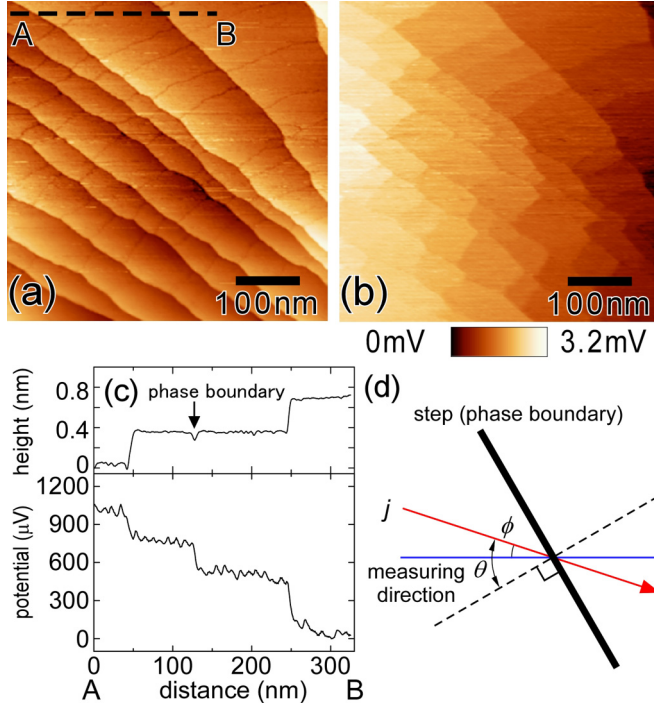 A B
(a)
100nm
(b)
100nm
0mV 3.2mV
(c)
phase boundary
height (nm)
0.8
0.4
0
potential (μV)
1200
900
600
300
0
0 100 200 300
A distance (nm) B
(d)
step (phase boundary)
j
ϕ
θ
measuring
direction